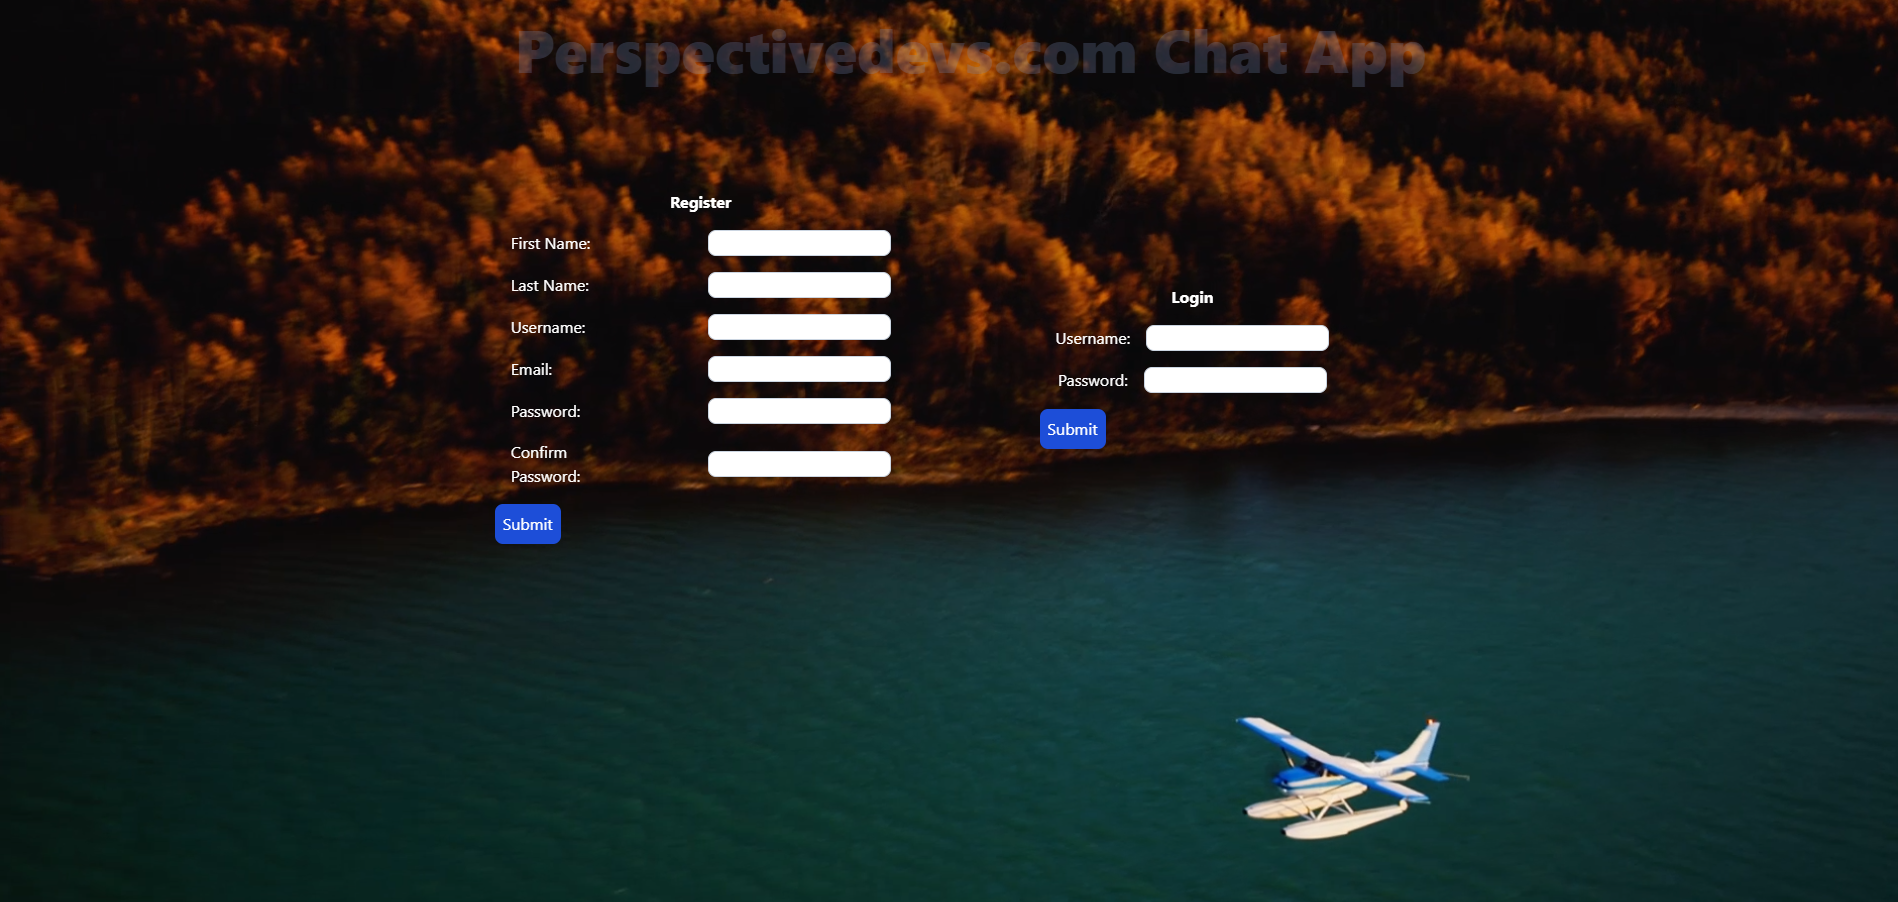 Perspectivedevs.com Chat App
Register
First Name:
Last Name:
Username:
Email:
Password:
Confirm
Password:
Submit
Login
Username:
Password:
Submit